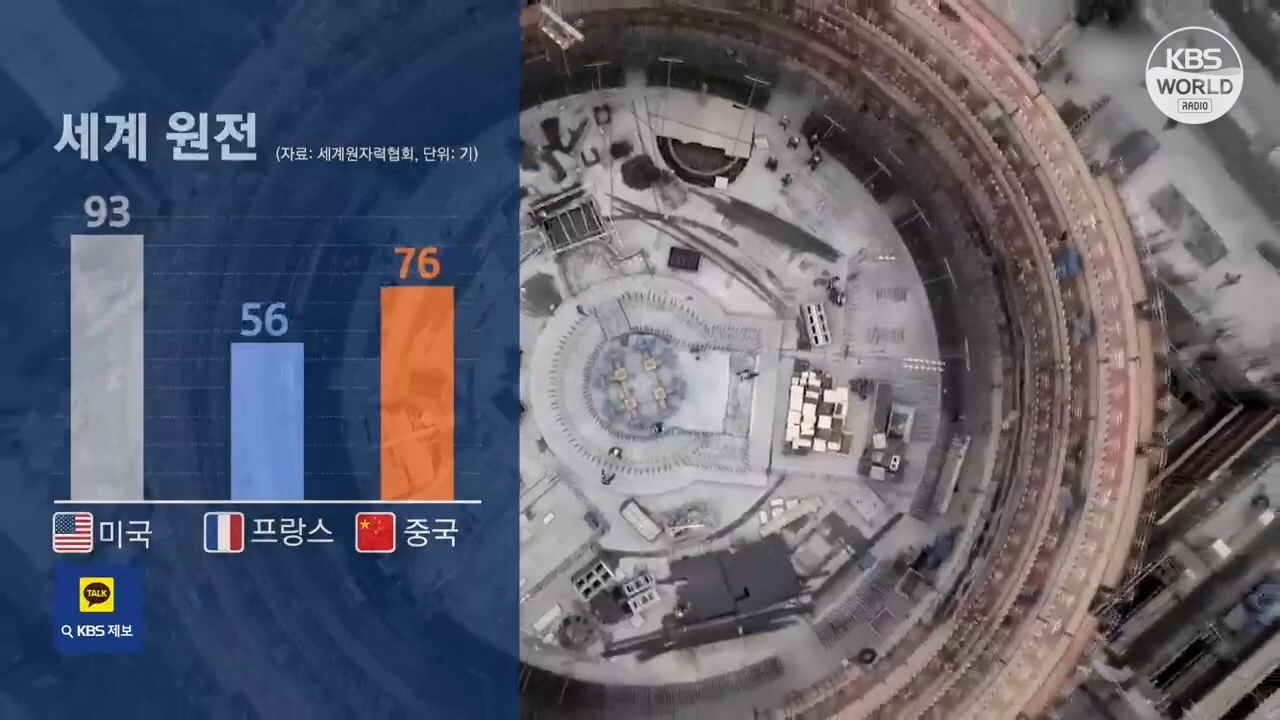 세계 원전 (자료: 세계원자력협회, 단위: 기)
93
56
76
미국
프랑스
중국
TALK
KBS 제보
KBS
WORLD
RADIO